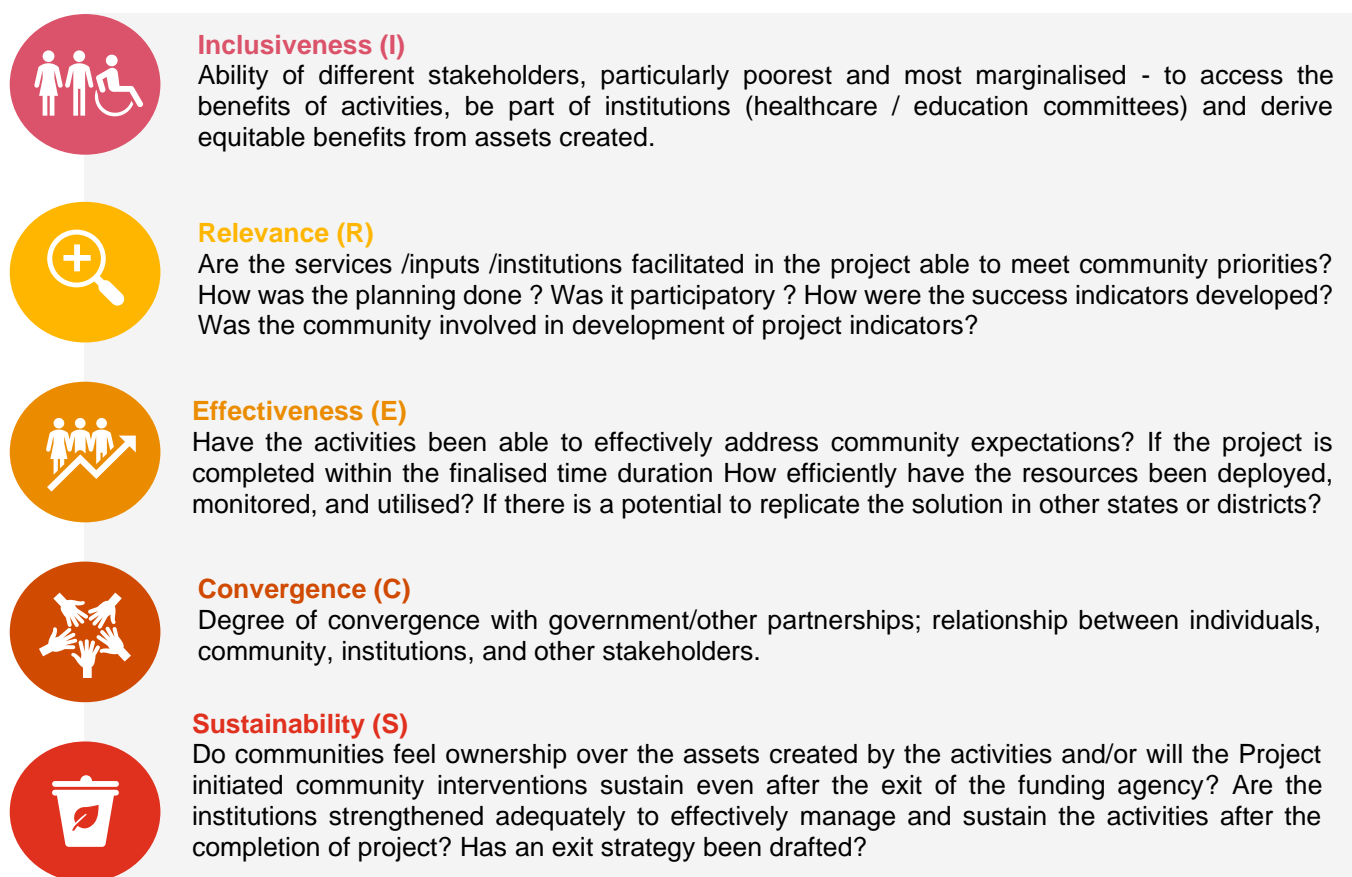 Inclusiveness (I)
Ability of different stakeholders, particularly poorest and most marginalised - to access the
benefits of activities, be part of institutions (healthcare / education committees) and derive
equitable benefits from assets created.
Relevance (R)
Are the services /inputs /institutions facilitated in the project able to meet community priorities?
How was the planning done ? Was it participatory ? How were the success indicators developed?
Was the community involved in development of project indicators?
Effectiveness (E)
Have the activities been able to effectively address community expectations? If the project is
completed within the finalised time duration How efficiently have the resources been deployed,
monitored, and utilised? If there is a potential to replicate the solution in other states or districts?
Convergence (C)
Degree of convergence with government/other partnerships; relationship between individuals,
community, institutions, and other stakeholders.
Sustainability (S)
Do communities feel ownership over the assets created by the activities and/or will the Project
initiated community interventions sustain even after the exit of the funding agency? Are the
institutions strengthened adequately to effectively manage and sustain the activities after the
completion of project? Has an exit strategy been drafted?